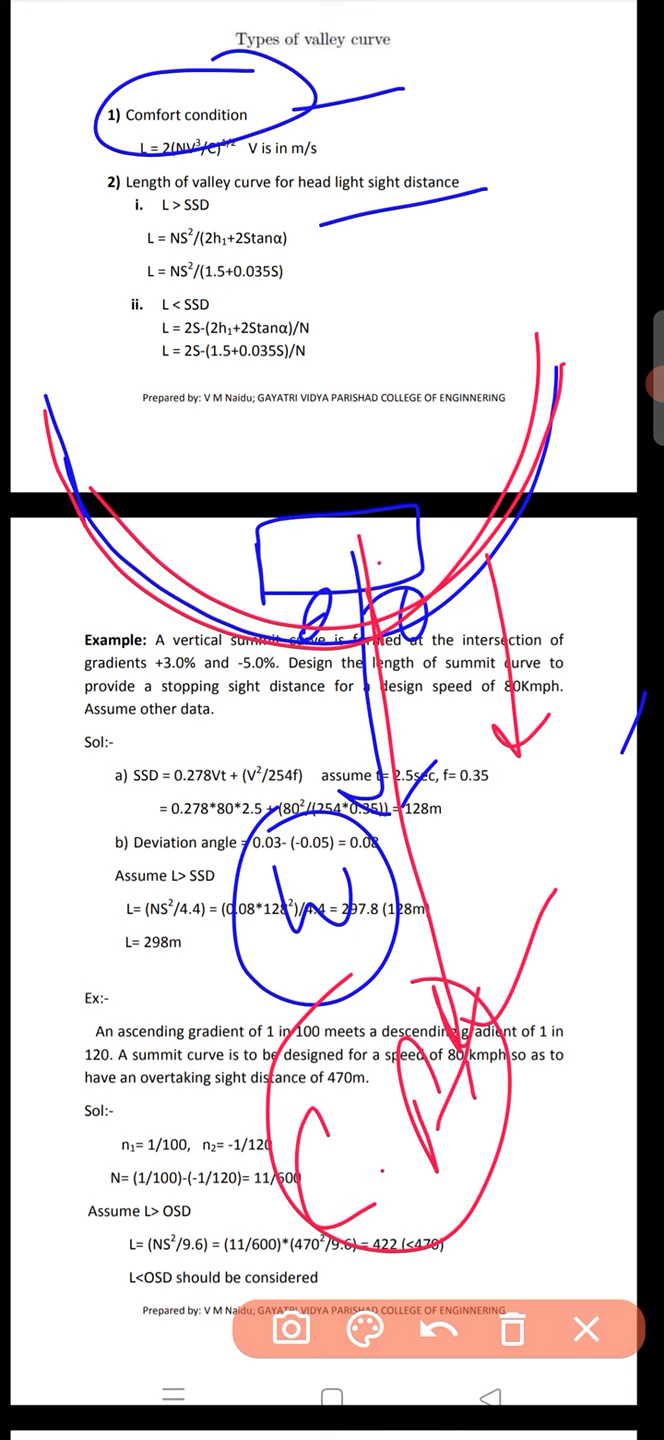 Types of valley curve
1) Comfort condition
L = 2(NV³/C)¹/² V is in m/s
2) Length of valley curve for head light sight distance
i. L > SSD
L = NS²/(2h₁+2Stanα)
L = NS²/(1.5+0.035S)
ii. L < SSD
L = 2S-(2h₁+2Stanα)/N
L = 2S-(1.5+0.035S)/N
Prepared by: V M Naidu; GAYATRI VIDYA PARISHAD COLLEGE OF ENGINNERING
Example: A vertical summit curve is formed at the intersection of
gradients +3.0% and -5.0%. Design the length of summit curve to
provide a stopping sight distance for a design speed of 80Kmph.
Assume other data.
Sol:-
a) SSD = 0.278Vt + (V²/254f) assume t= 2.5sec, f= 0.35
= 0.278*80*2.5 + (80²/(254*0.35)) = 128m
b) Deviation angle = 0.03- (-0.05) = 0.08
Assume L> SSD
L= (NS²/4.4) = (0.08*128²)/4.4 = 297.8 (128m)
L= 298m
Ex:-
An ascending gradient of 1 in 100 meets a descending gradient of 1 in
120. A summit curve is to be designed for a speed of 80 kmph so as to
have an overtaking sight distance of 470m.
Sol:-
n₁= 1/100, n₂= -1/120
N= (1/100)-(-1/120)= 11/600
Assume L> OSD
L= (NS²/9.6) = (11/600)*(470²/9.6) = 422 (<470)
L<OSD should be considered
Prepared by: V M Naidu; GAYATRI VIDYA PARISHAD COLLEGE OF ENGINNERING